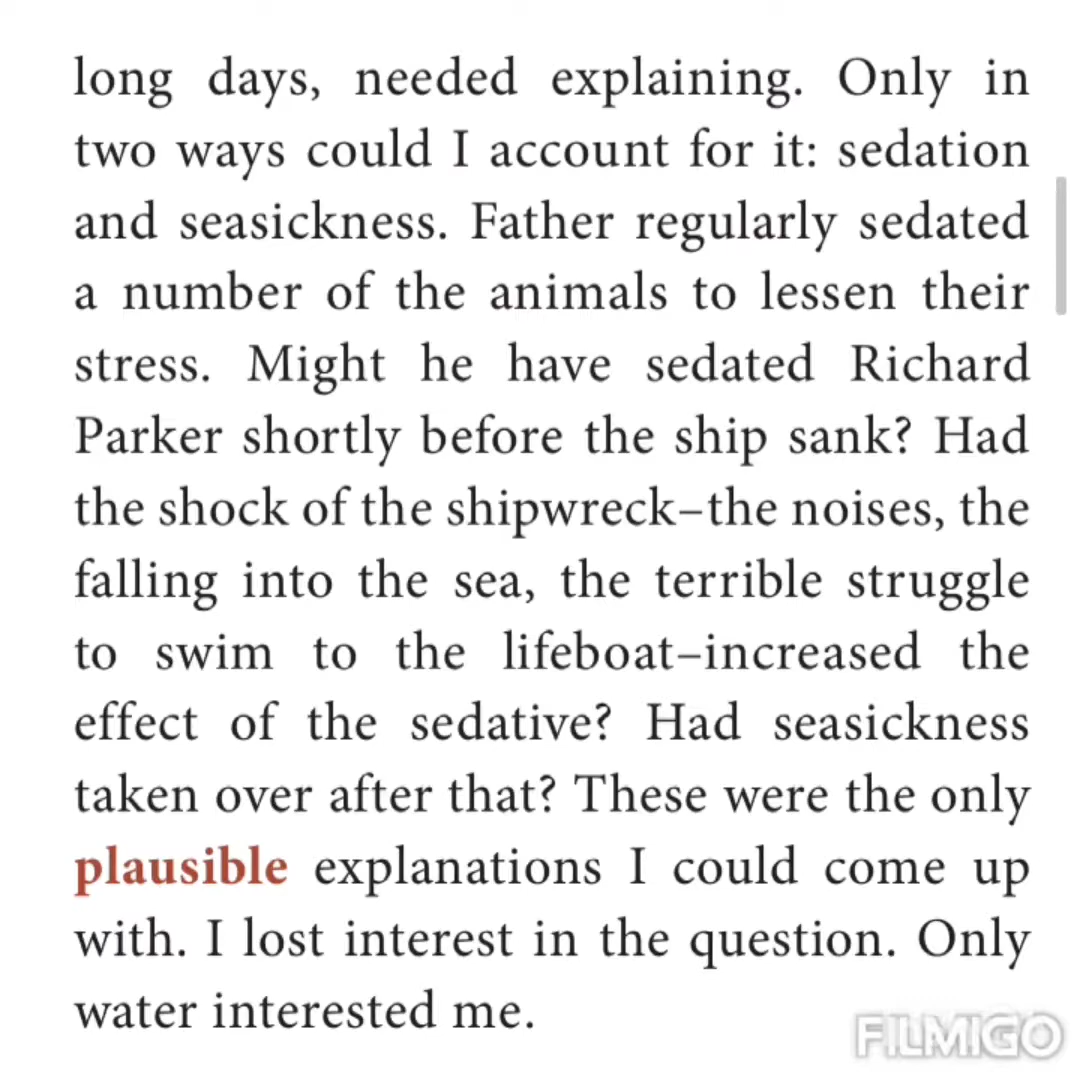 long days, needed explaining. Only in
two ways could I account for it: sedation
and seasickness. Father regularly sedated
a number of the animals to lessen their
stress. Might he have sedated Richard
Parker shortly before the ship sank? Had
the shock of the shipwreck–the noises, the
falling into the sea, the terrible struggle
to swim to the lifeboat–increased the
effect of the sedative? Had seasickness
taken over after that? These were the only
plausible explanations I could come up
with. I lost interest in the question. Only
water interested me.
FILMIGO